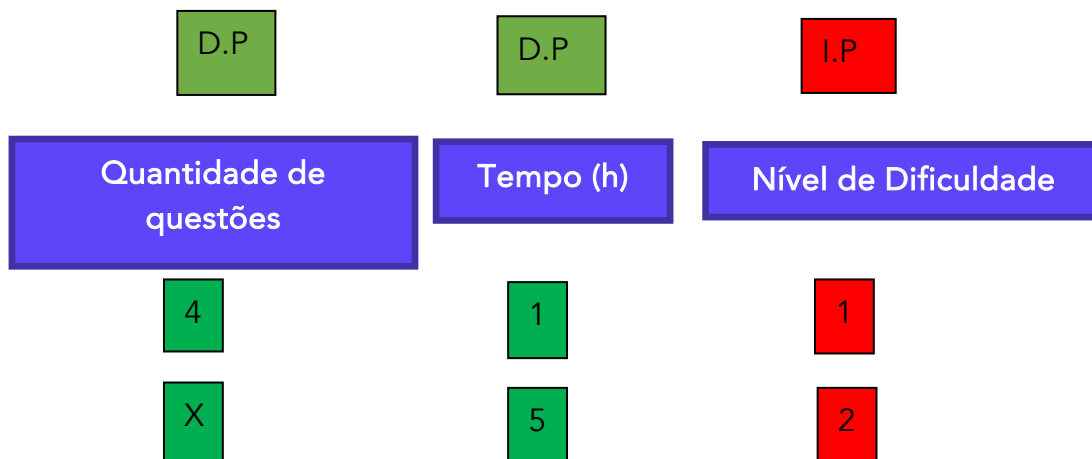 D.P
D.P
I.P
Quantidade de
questões
Tempo (h)
Nível de Dificuldade
4
1
1
X
5
2